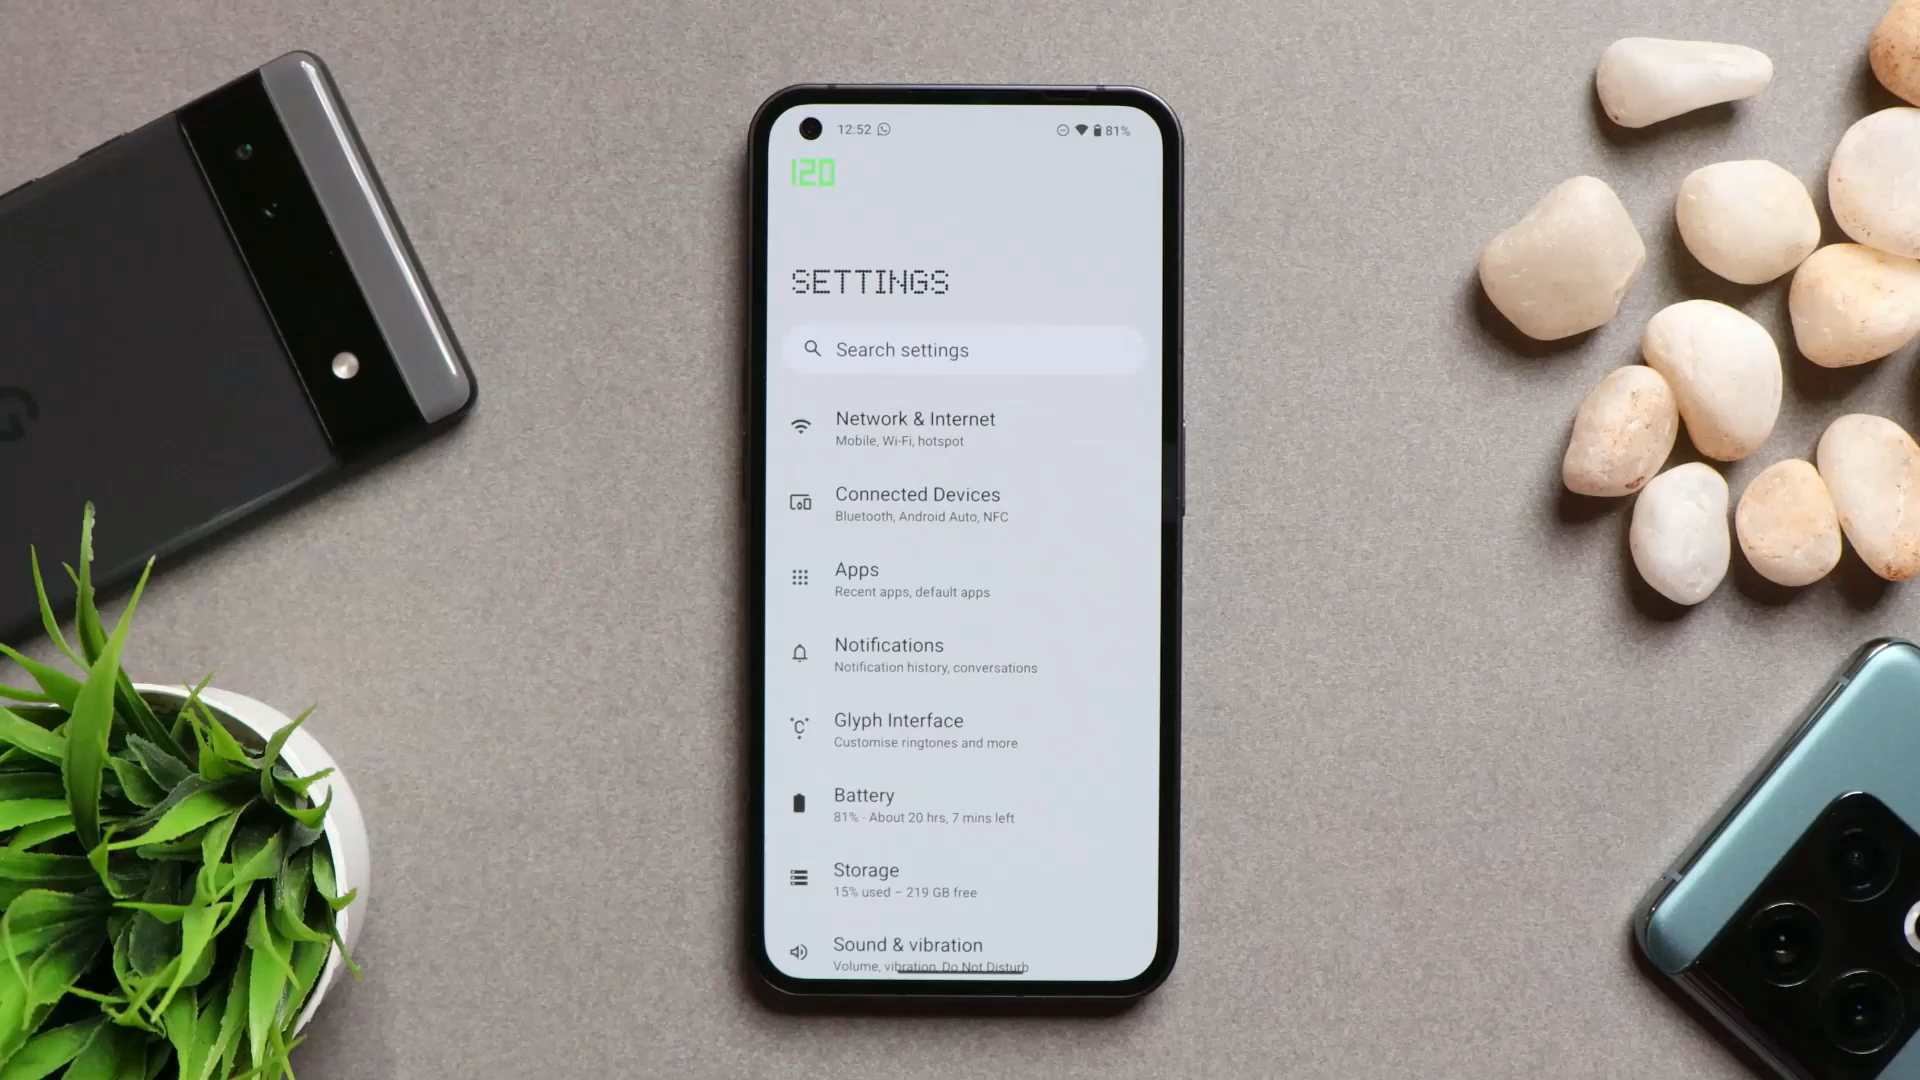 12:52
81%
120
SETTINGS
Search settings
Network & Internet
Mobile, Wi-Fi, hotspot
Connected Devices
Bluetooth, Android Auto, NFC
Apps
Recent apps, default apps
Notifications
Notification history, conversations
Glyph Interface
Customise ringtones and more
Battery
81% - About 20 hrs, 7 mins left
Storage
15% used – 219 GB free
Sound & vibration
Volume, vibration, Do Not Disturb